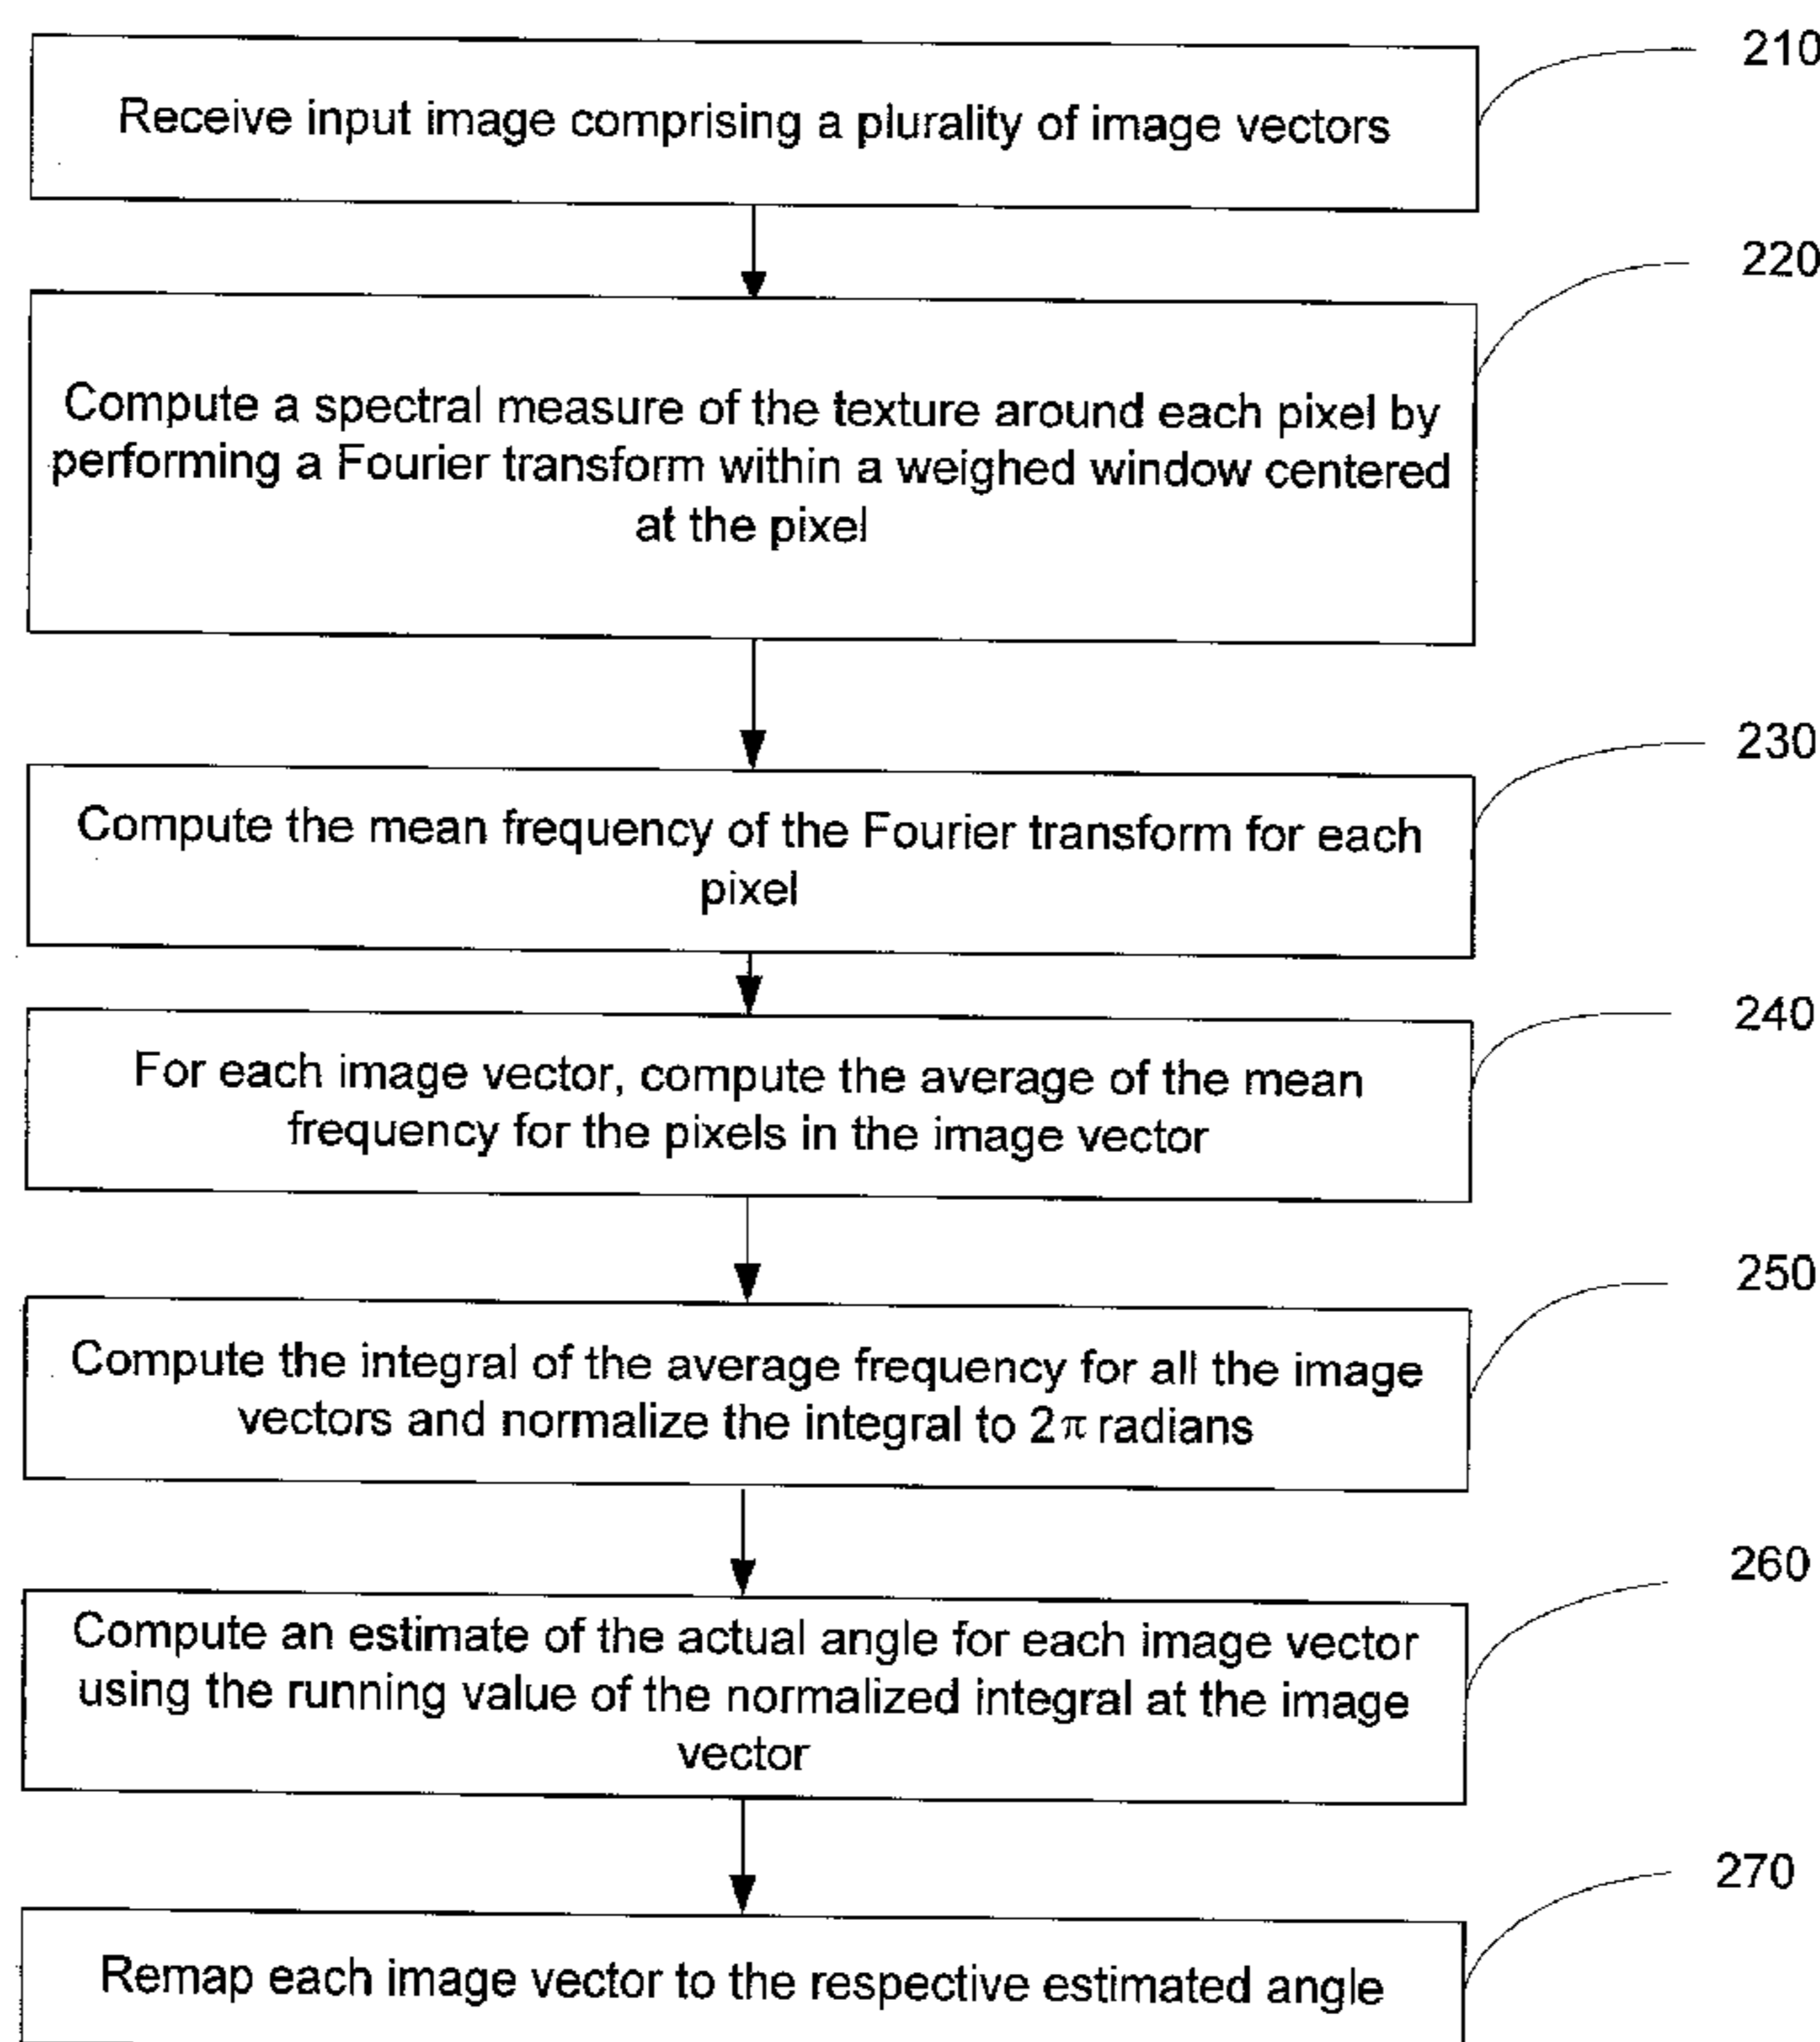 210
Receive input image comprising a plurality of image vectors
220
Compute a spectral measure of the texture around each pixel by
performing a Fourier transform within a weighed window centered
at the pixel
230
Compute the mean frequency of the Fourier transform for each
pixel
240
For each image vector, compute the average of the mean
frequency for the pixels in the image vector
250
Compute the integral of the average frequency for all the image
vectors and normalize the integral to 2π radians
260
Compute an estimate of the actual angle for each image vector
using the running value of the normalized integral at the image
vector
270
Remap each image vector to the respective estimated angle